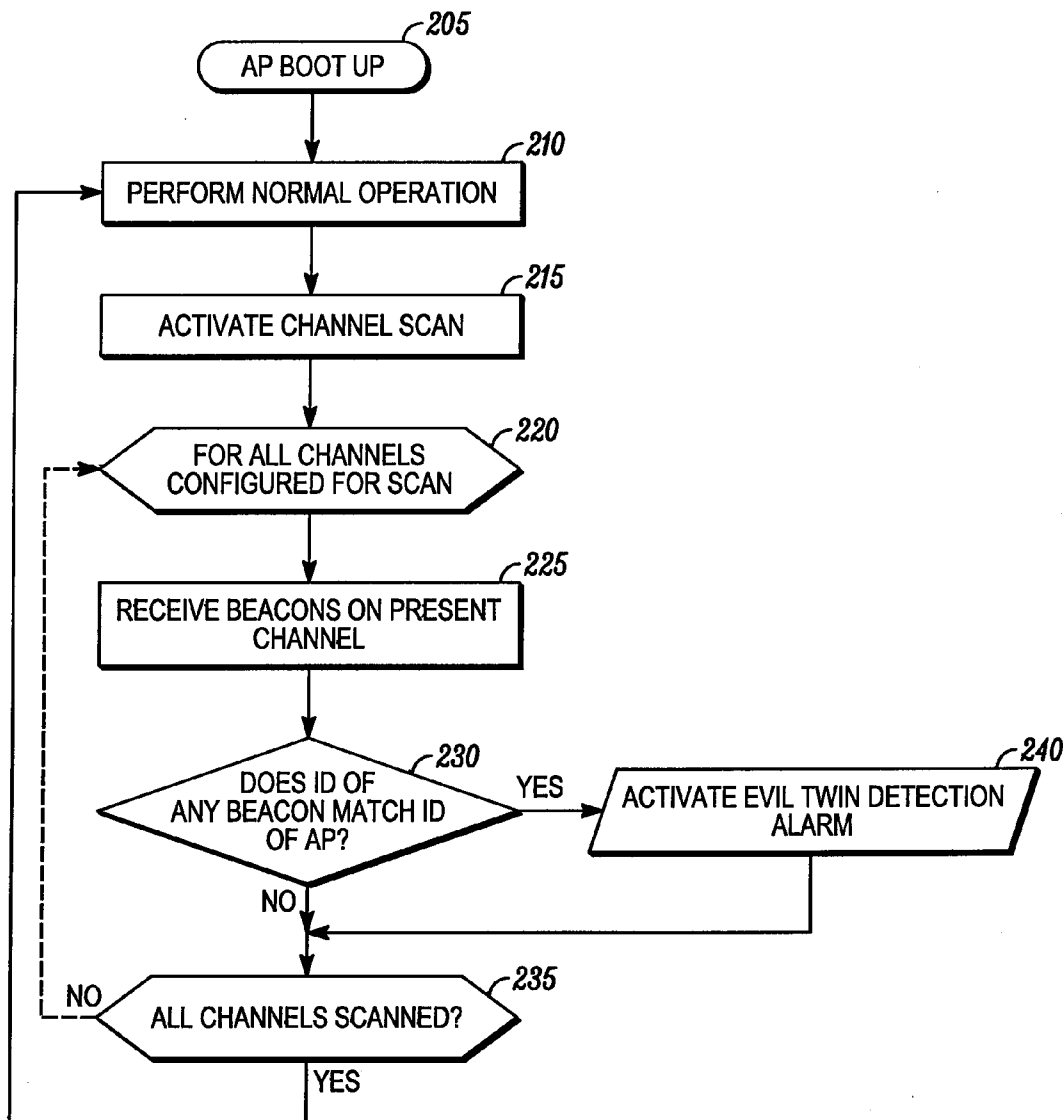 205
AP BOOT UP
210
PERFORM NORMAL OPERATION
215
ACTIVATE CHANNEL SCAN
220
FOR ALL CHANNELS
CONFIGURED FOR SCAN
225
RECEIVE BEACONS ON PRESENT
CHANNEL
230
DOES ID OF
ANY BEACON MATCH ID
OF AP?
YES
240
ACTIVATE EVIL TWIN DETECTION
ALARM
NO
235
ALL CHANNELS SCANNED?
NO
YES